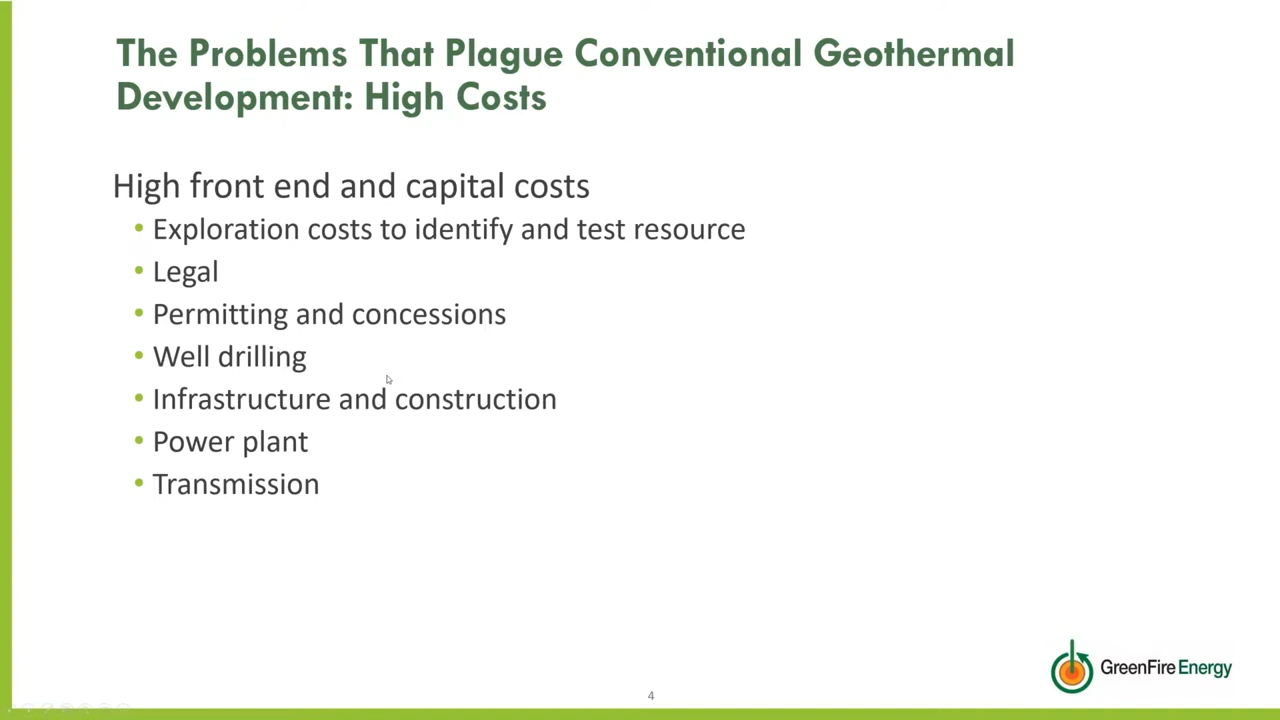 The Problems That Plague Conventional Geothermal
Development: High Costs
High front end and capital costs
• Exploration costs to identify and test resource
• Legal
• Permitting and concessions
• Well drilling
• Infrastructure and construction
• Power plant
• Transmission
GreenFire Energy
4